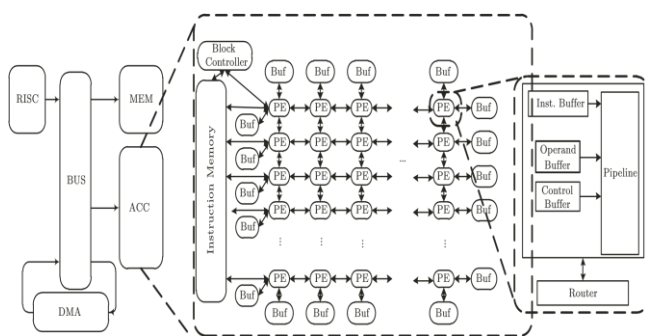 RISC
BUS
MEM
ACC
DMA
Block
Controller
Instruction Memory
Buf Buf Buf Buf
PE PE PE PE Buf
Buf
PE PE PE PE Buf
Buf
PE PE PE PE Buf
Buf
PE PE PE PE Buf
Buf
...
... ... ... ...
PE PE PE PE Buf
Buf
Buf Buf Buf Buf
Inst. Buffer
Operand
Buffer
Control
Buffer
Pipeline
Router